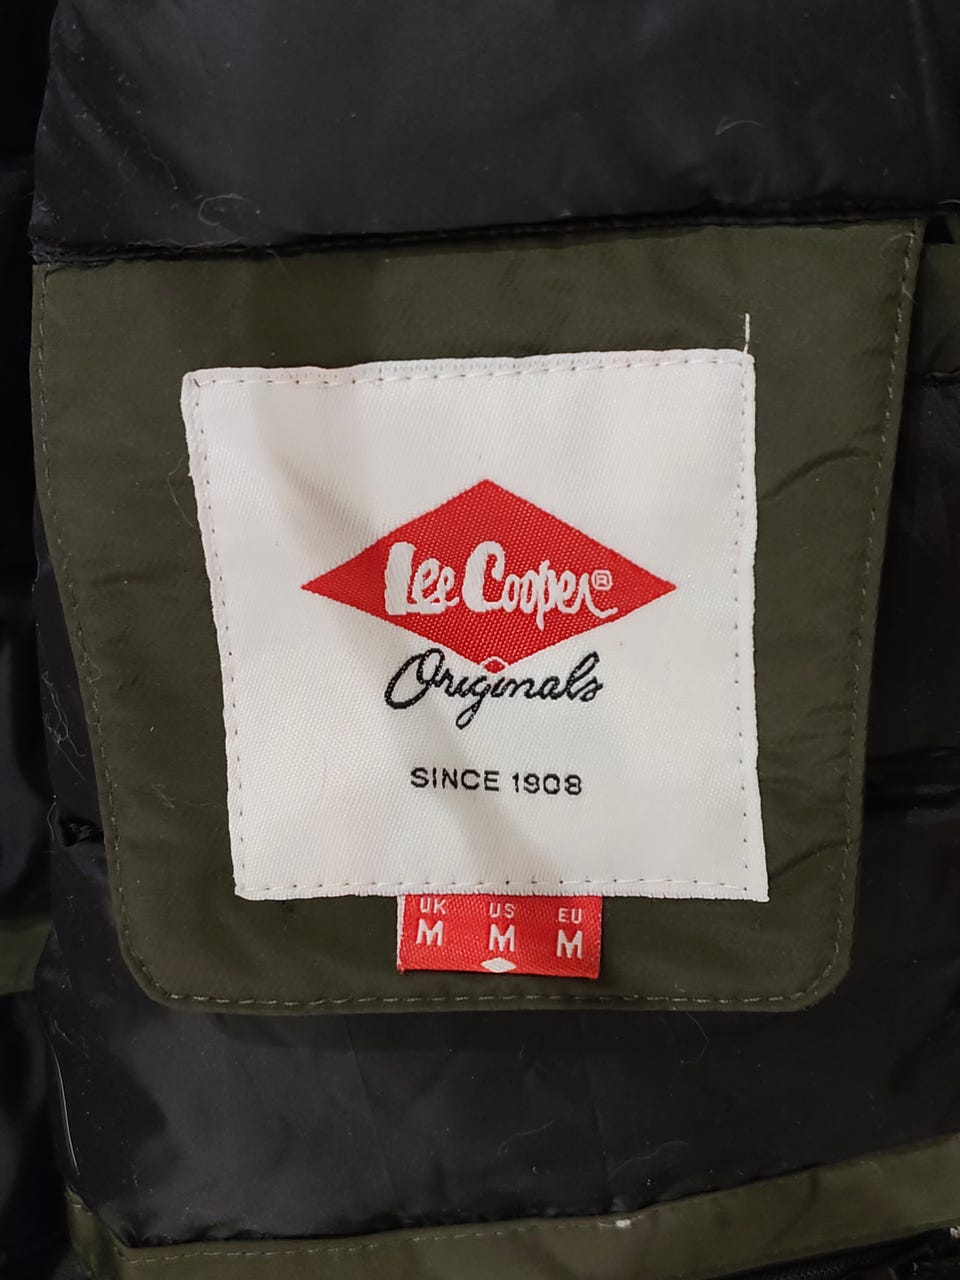 Lee Cooper®
Originals
SINCE 1908
UK US EU
M M M